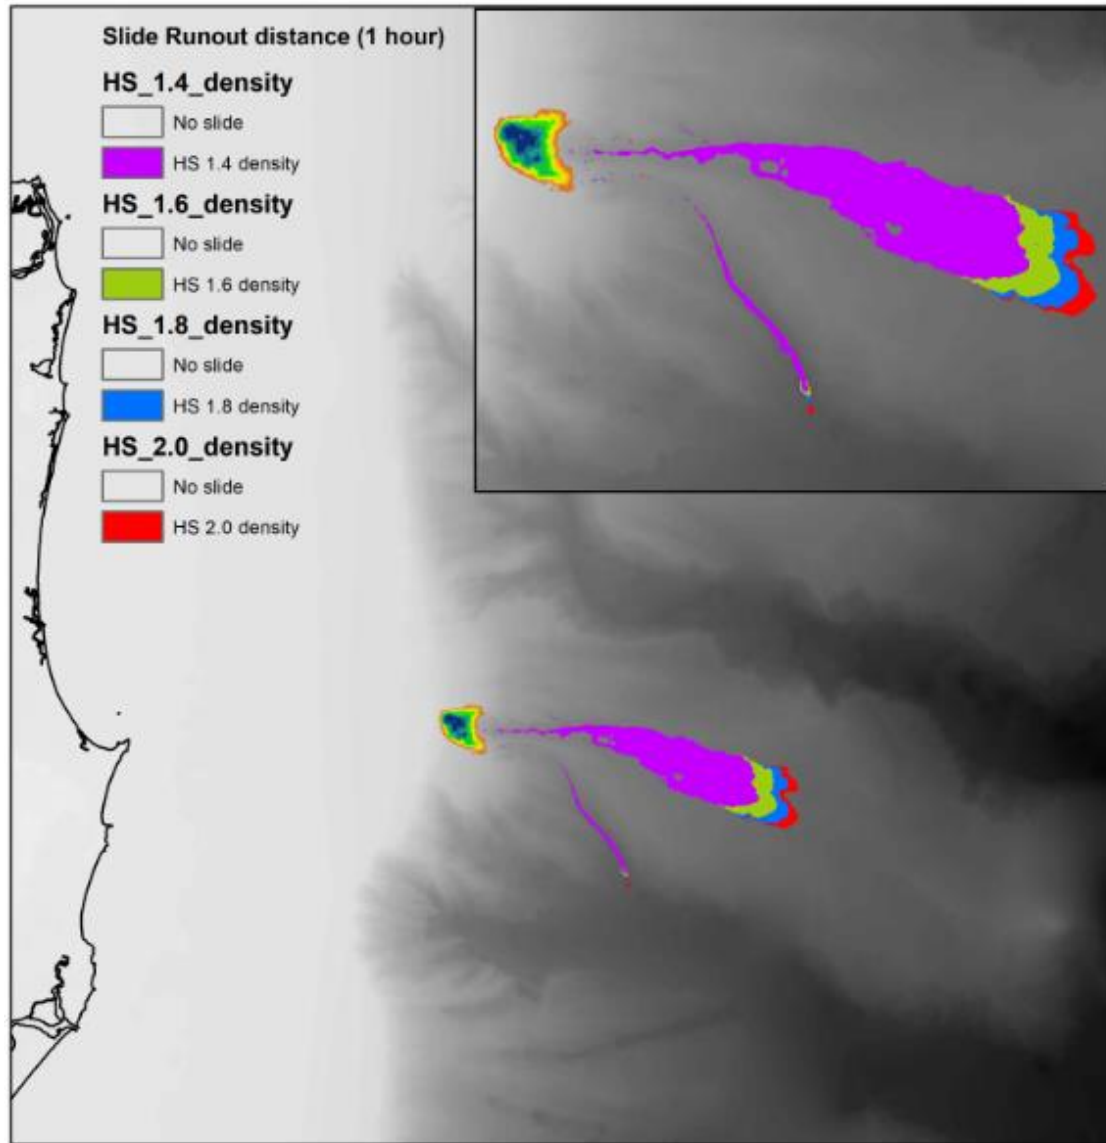 Slide Runout distance (1 hour)
HS_1.4_density
No slide
HS 1.4 density
HS_1.6_density
No slide
HS 1.6 density
HS_1.8_density
No slide
HS 1.8 density
HS_2.0_density
No slide
HS 2.0 density